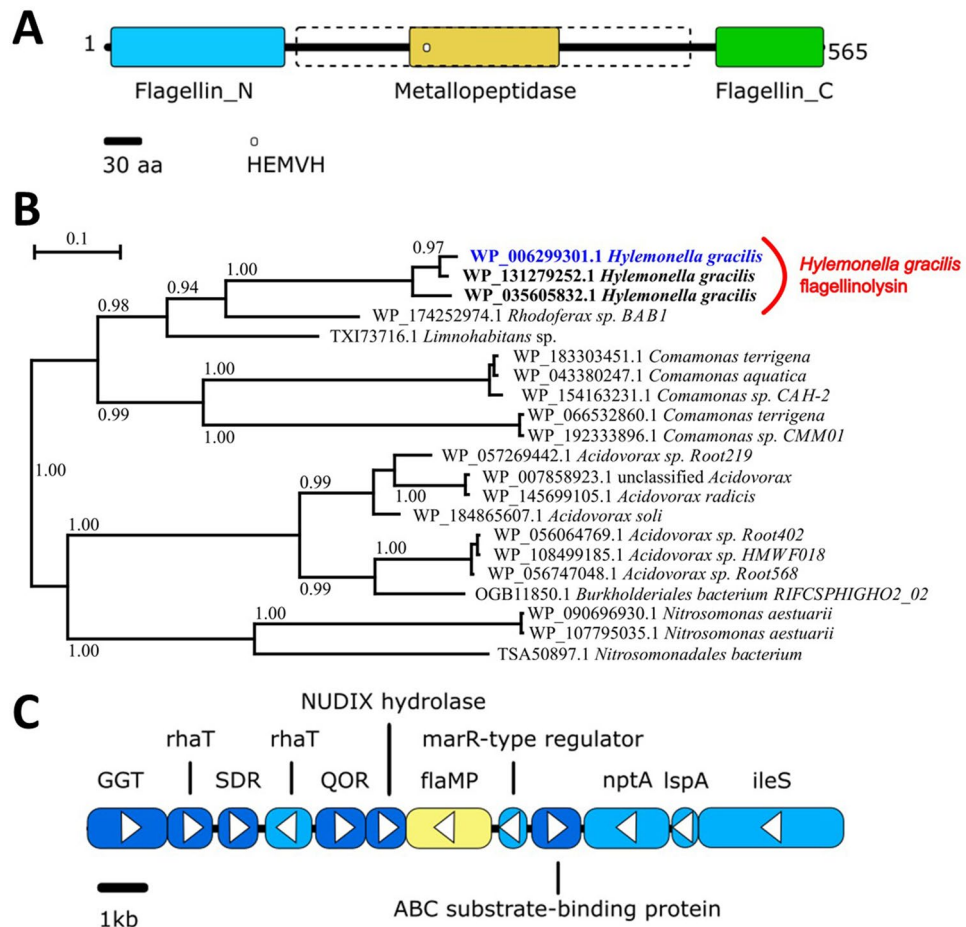 A
1
565
Flagellin_N
Metallopeptidase
Flagellin_C
30 aa
HEMVH
B
0.1
0.97
WP_006299301.1 Hylemonella gracilis
1.00
WP_131279252.1 Hylemonella gracilis
Hylemonella gracilis
flagellinolysin
0.94
WP_035605832.1 Hylemonella gracilis
0.98
WP_174252974.1 Rhodoferax sp. BAB1
TXI73716.1 Limnohabitans sp.
WP_183303451.1 Comamonas terrigena
1.00
WP_043380247.1 Comamonas aquatica
WP_154163231.1 Comamonas sp. CAH-2
0.99
WP_066532860.1 Comamonas terrigena
1.00
WP_192333896.1 Comamonas sp. CMM01
WP_057269442.1 Acidovorax sp. Root219
1.00
0.99
WP_007858923.1 unclassified Acidovorax
1.00
WP_145699105.1 Acidovorax radicis
WP_184865607.1 Acidovorax soli
1.00
WP_056064769.1 Acidovorax sp. Root402
1.00
WP_108499185.1 Acidovorax sp. HMWF018
WP_056747048.1 Acidovorax sp. Root568
0.99
OGB11850.1 Burkholderiales bacterium RIFCSPHIGHO2_02
WP_090696930.1 Nitrosomonas aestuarii
1.00
WP_107795035.1 Nitrosomonas aestuarii
1.00
TSA50897.1 Nitrosomonadales bacterium
C
NUDIX hydrolase
rhaT
rhaT
marR-type regulator
GGT
SDR
QOR
flaMP
nptA
lspA
ileS
1kb
ABC substrate-binding protein